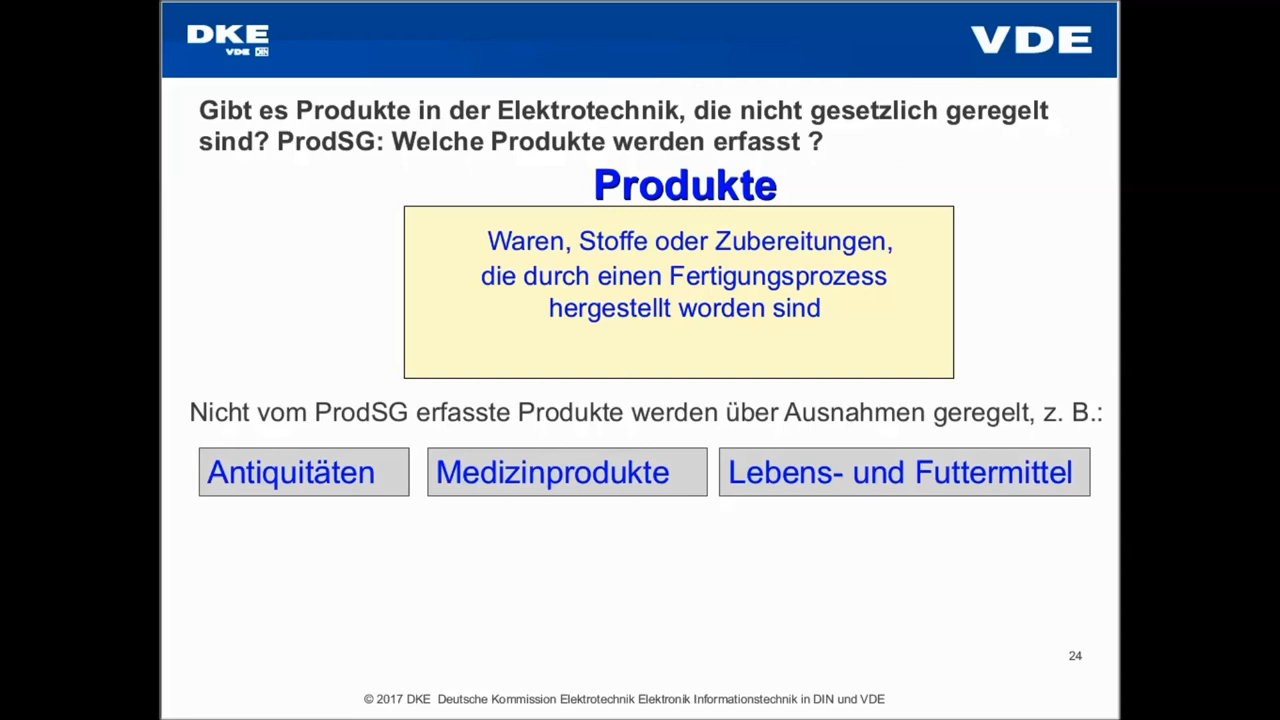 DKE
VDE DIN
VDE
Gibt es Produkte in der Elektrotechnik, die nicht gesetzlich geregelt
sind? ProdSG: Welche Produkte werden erfasst ?
Produkte
Waren, Stoffe oder Zubereitungen,
die durch einen Fertigungsprozess
hergestellt worden sind
Nicht vom ProdSG erfasste Produkte werden über Ausnahmen geregelt, z. B.:
Antiquitäten
Medizinprodukte
Lebens- und Futtermittel
24
© 2017 DKE Deutsche Kommission Elektrotechnik Elektronik Informationstechnik in DIN und VDE